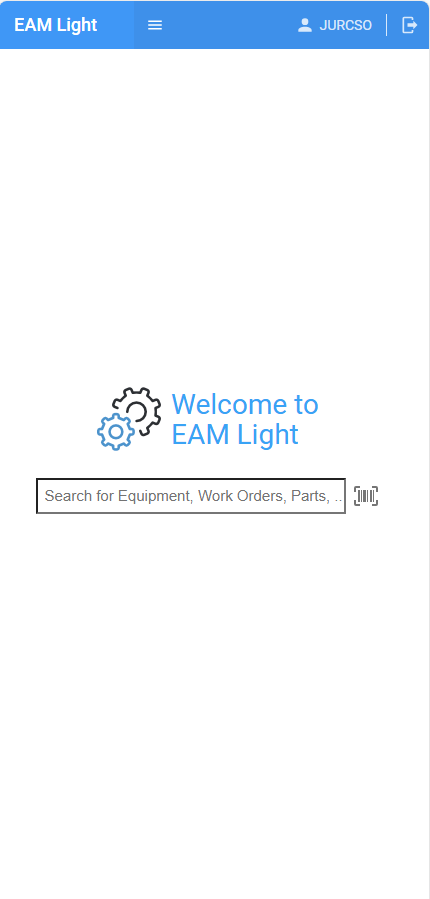 EAM Light
JURCSO
Welcome to
EAM Light
Search for Equipment, Work Orders, Parts, ..